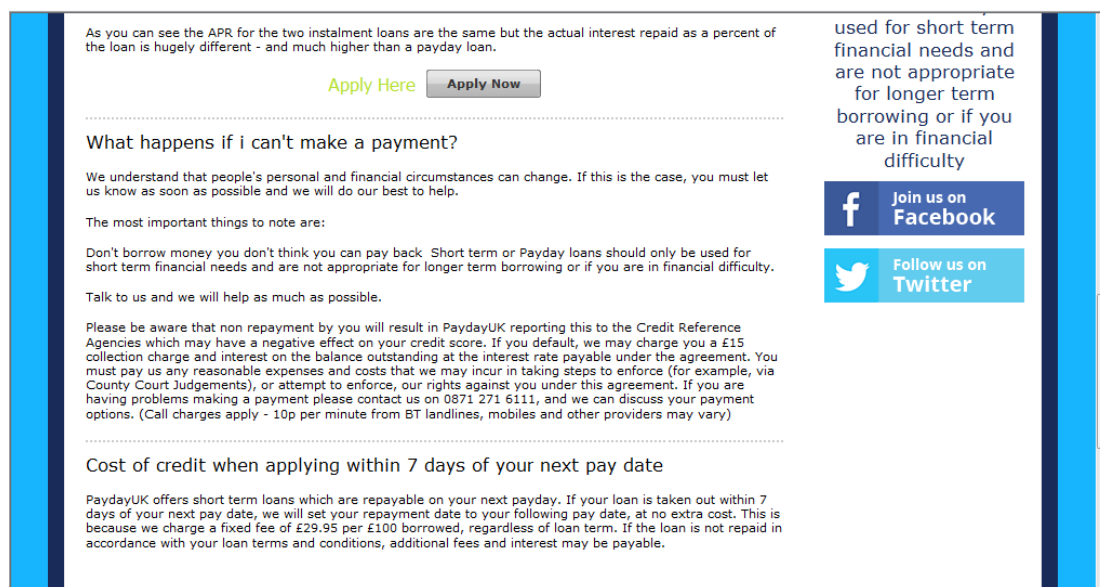 As you can see the APR for the two instalment loans are the same but the actual interest repaid as a percent of
the loan is hugely different - and much higher than a payday loan.
Apply Here
Apply Now
What happens if i can't make a payment?
We understand that people's personal and financial circumstances can change. If this is the case, you must let
us know as soon as possible and we will do our best to help.
The most important things to note are:
Don't borrow money you don't think you can pay back  Short term or Payday loans should only be used for
short term financial needs and are not appropriate for longer term borrowing or if you are in financial difficulty.
Talk to us and we will help as much as possible.
Please be aware that non repayment by you will result in PaydayUK reporting this to the Credit Reference
Agencies which may have a negative effect on your credit score. If you default, we may charge you a £15
collection charge and interest on the balance outstanding at the interest rate payable under the agreement. You
must pay us any reasonable expenses and costs that we may incur in taking steps to enforce (for example, via
County Court Judgements), or attempt to enforce, our rights against you under this agreement. If you are
having problems making a payment please contact us on 0871 271 6111, and we can discuss your payment
options. (Call charges apply - 10p per minute from BT landlines, mobiles and other providers may vary)
Cost of credit when applying within 7 days of your next pay date
PaydayUK offers short term loans which are repayable on your next payday. If your loan is taken out within 7
days of your next pay date, we will set your repayment date to your following pay date, at no extra cost. This is
because we charge a fixed fee of £29.95 per £100 borrowed, regardless of loan term. If the loan is not repaid in
accordance with your loan terms and conditions, additional fees and interest may be payable.
used for short term
financial needs and
are not appropriate
for longer term
borrowing or if you
are in financial
difficulty
Join us on
Facebook
Follow us on
Twitter